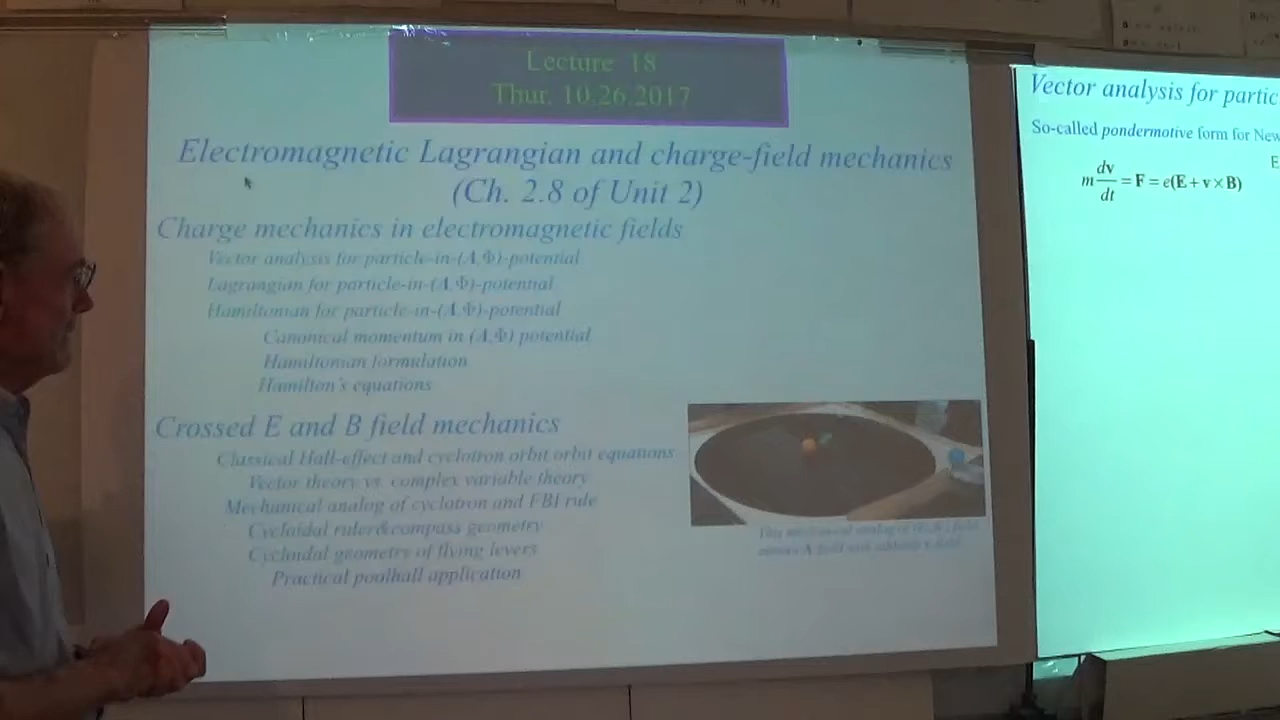 Lecture 18
Thur. 10.26.2017
Electromagnetic Lagrangian and charge-field mechanics
(Ch. 2.8 of Unit 2)
Charge mechanics in electromagnetic fields
Vector analysis for particle-in-(A,Φ)-potential
Lagrangian for particle-in-(A,Φ)-potential
Hamiltonian for particle-in-(A,Φ)-potential
Canonical momentum in (A,Φ) potential
Hamiltonian formulation
Hamilton's equations
Crossed E and B field mechanics
Classical Hall-effect and cyclotron orbit orbit equations
Vector theory vs. complex variable theory
Mechanical analog of cyclotron and FBI rule
Cycloidal ruler&compass geometry
Cycloidal geometry of flying levers
Practical poolhall application
This mechanical analog of
Vector analysis for partic
So-called pondermotive form for New
E
m dv/dt = F = e(E + v × B)